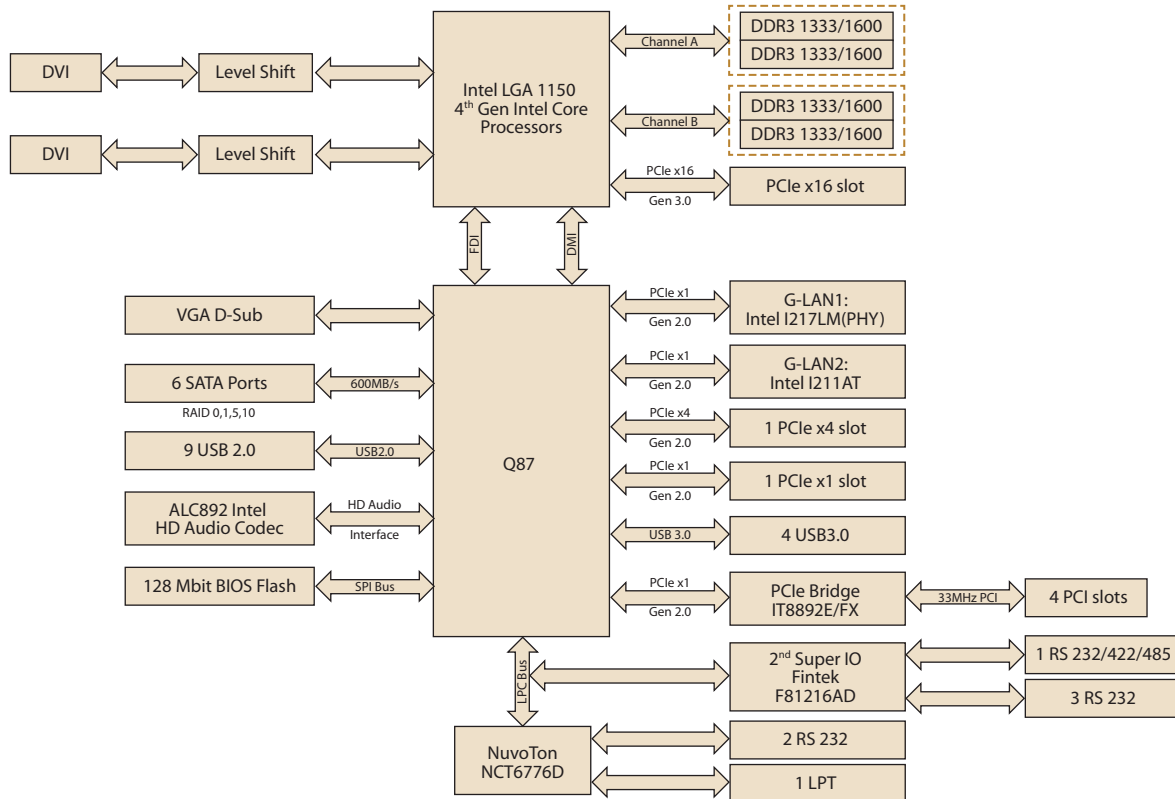 DVI
Level Shift
DVI
Level Shift
Intel LGA 1150
4th Gen Intel Core
Processors
Channel A
DDR3 1333/1600
DDR3 1333/1600
Channel B
DDR3 1333/1600
DDR3 1333/1600
PCIe x16
Gen 3.0
PCIe x16 slot
FDI
DMI
VGA D-Sub
6 SATA Ports
RAID 0,1,5,10
600MB/s
9 USB 2.0
USB2.0
ALC892 Intel
HD Audio Codec
HD Audio
Interface
128 Mbit BIOS Flash
SPI Bus
Q87
PCIe x1
Gen 2.0
G-LAN1:
Intel I217LM(PHY)
PCIe x1
Gen 2.0
G-LAN2:
Intel I211AT
PCIe x4
Gen 2.0
1 PCIe x4 slot
PCIe x1
Gen 2.0
1 PCIe x1 slot
USB 3.0
4 USB3.0
PCIe x1
Gen 2.0
PCIe Bridge
IT8892E/FX
33MHz PCI
4 PCI slots
LPC Bus
2nd Super IO
Fintek
F81216AD
1 RS 232/422/485
3 RS 232
NuvoTon
NCT6776D
2 RS 232
1 LPT